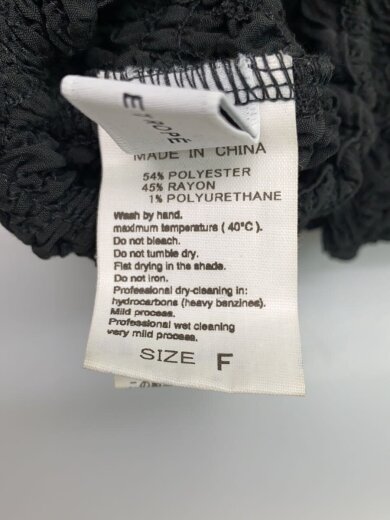 E TROPÉ
MADE IN CHINA
54% POLYESTER
45% RAYON
1% POLYURETHANE
Wash by hand.
maximum temperature ( 40°C ).
Do not bleach.
Do not tumble dry.
Flat drying in the shade.
Do not iron.
Professional dry-cleaning in:
hydrocarbons (heavy benzines).
Mild process.
Professional wet cleaning
very mild process.
SIZE F